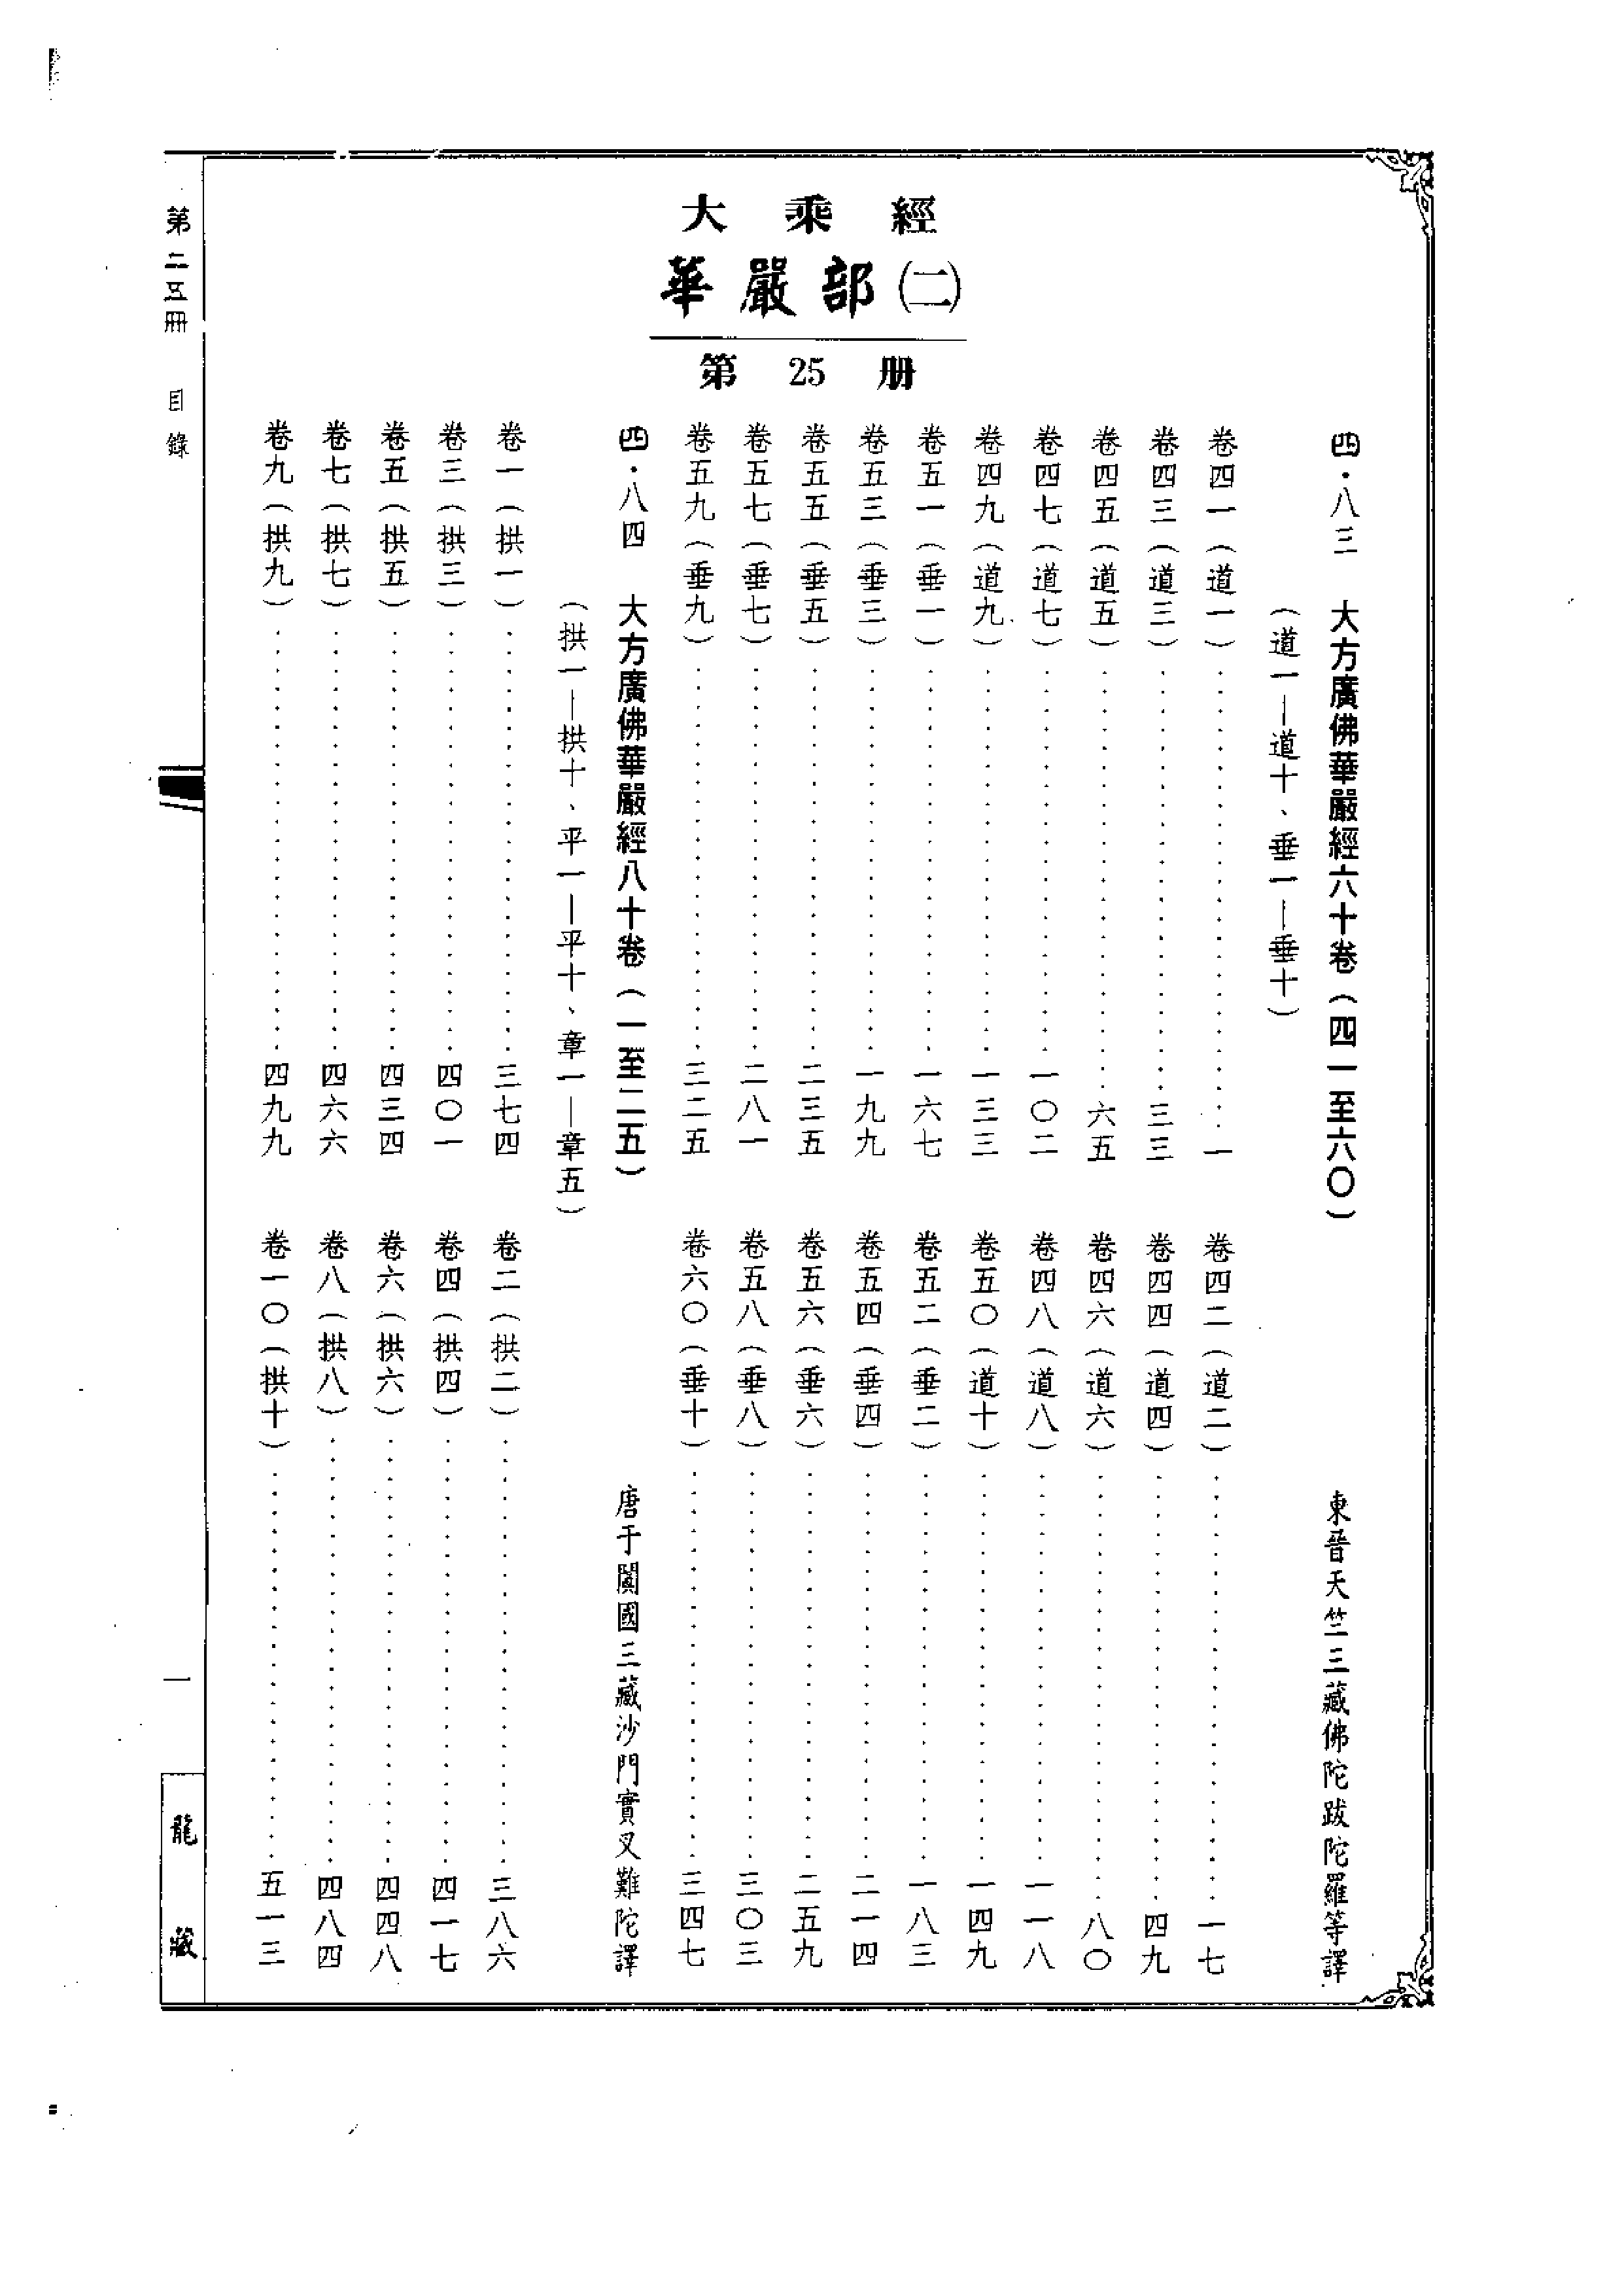 大乘經
華嚴部(二)
第25册
四·八三 大方廣佛華嚴經六十卷(四一至六〇) 東晉天竺三藏佛陀跋陀羅等譯
(道一—道十、垂一—垂十)
卷四一(道一)……一 卷四二(道二)……一七
卷四三(道三)……三三 卷四四(道四)……四九
卷四五(道五)……六五 卷四六(道六)……八〇
卷四七(道七)……一〇二 卷四八(道八)……一一八
卷四九(道九)……一三三 卷五〇(道十)……一四九
卷五一(垂一)……一六七 卷五二(垂二)……一八三
卷五三(垂三)……一九九 卷五四(垂四)……二一四
卷五五(垂五)……二三五 卷五六(垂六)……二五九
卷五七(垂七)……二八一 卷五八(垂八)……三〇三
卷五九(垂九)……三二五 卷六〇(垂十)……三四七
四·八四 大方廣佛華嚴經八十卷(一至二五) 唐于闐國三藏沙門實叉難陀譯
(拱一—拱十、平一—平十、章一—章五)
卷一(拱一)……三七四 卷二(拱二)……三八六
卷三(拱三)……四〇一 卷四(拱四)……四一七
卷五(拱五)……四三四 卷六(拱六)……四四八
卷七(拱七)……四六六 卷八(拱八)……四八四
卷九(拱九)……四九九 卷一〇(拱十)……五一三
第二五冊 目錄 一 龍藏